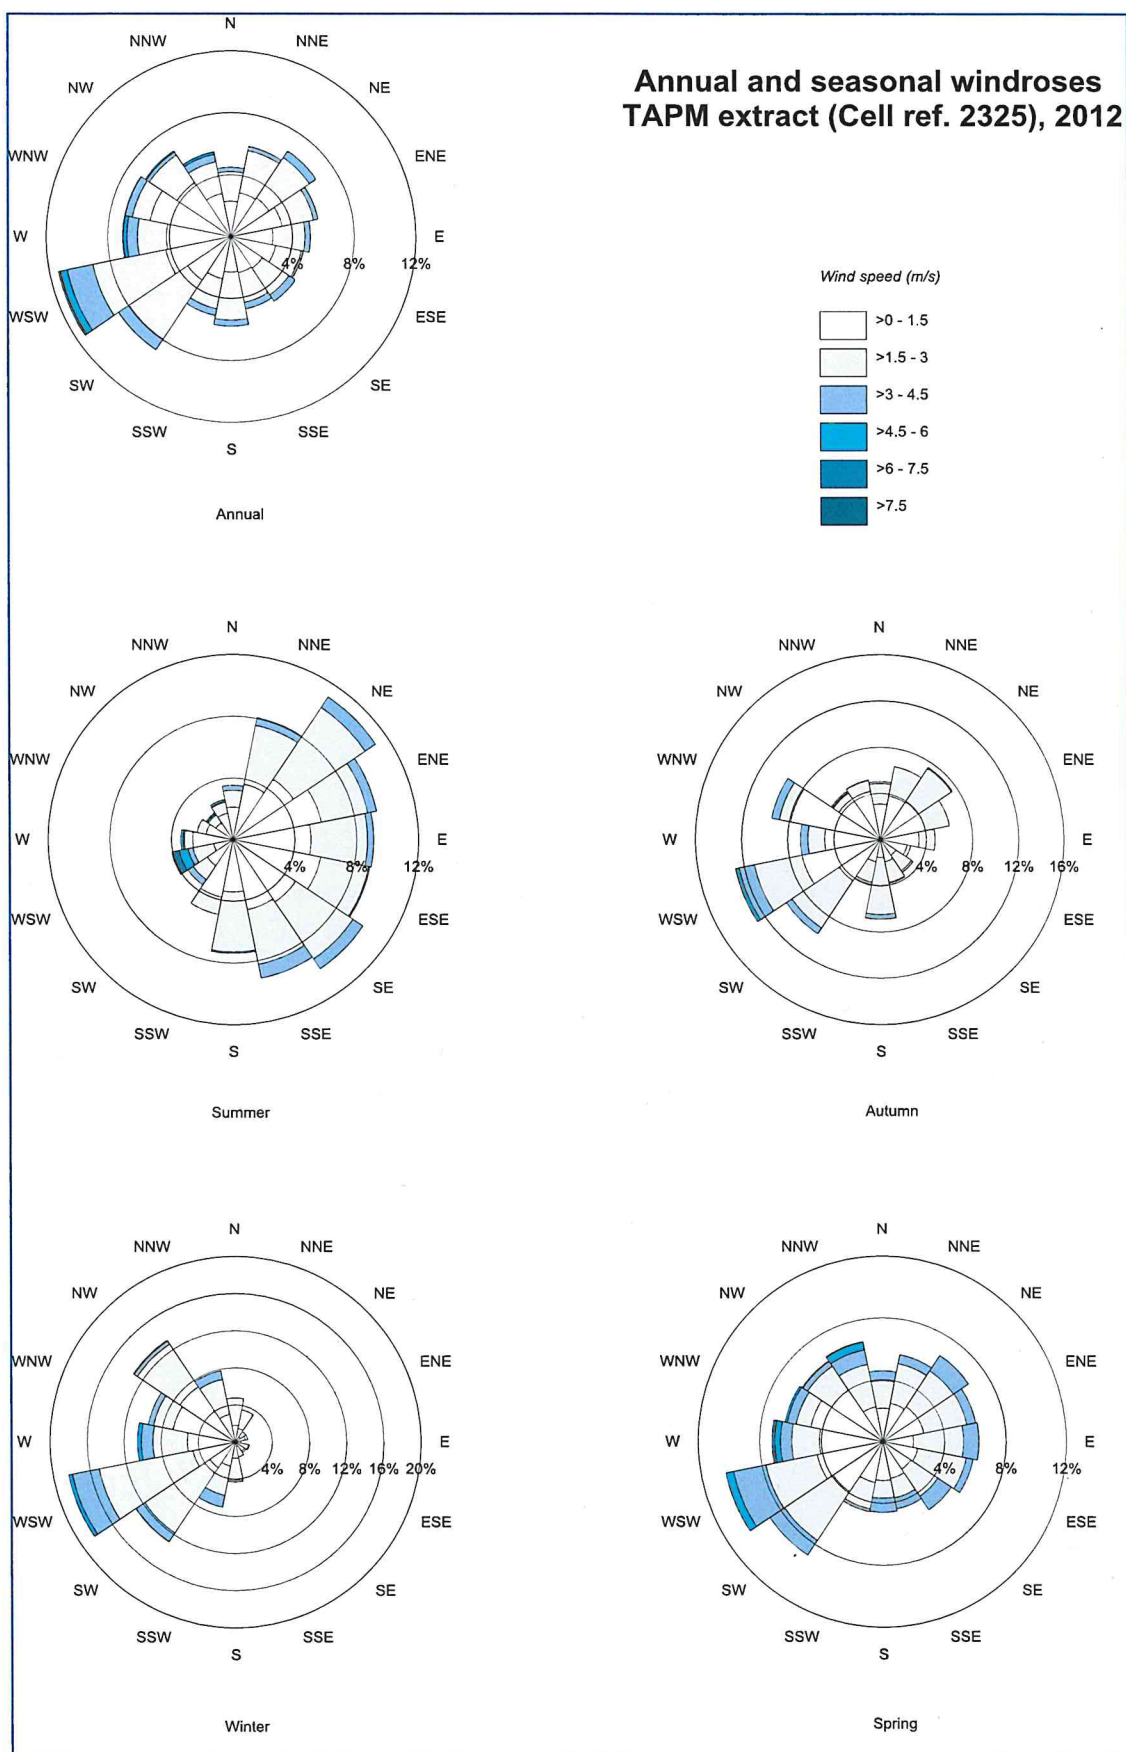 Annual and seasonal windroses
TAPM extract (Cell ref. 2325), 2012
N
NNW NNE
NW NE
WNW ENE
W E
4% 8% 12%
WSW ESE
SW SE
SSW SSE
S
Annual
Wind speed (m/s)
>0 - 1.5
>1.5 - 3
>3 - 4.5
>4.5 - 6
>6 - 7.5
>7.5
N
NNW NNE
NW NE
WNW ENE
W E
4% 8% 12%
WSW ESE
SW SE
SSW SSE
S
Summer
N
NNW NNE
NW NE
WNW ENE
W E
4% 8% 12% 16%
WSW ESE
SW SE
SSW SSE
S
Autumn
N
NNW NNE
NW NE
WNW ENE
W E
4% 8% 12% 16% 20%
WSW ESE
SW SE
SSW SSE
S
Winter
N
NNW NNE
NW NE
WNW ENE
W E
4% 8% 12%
WSW ESE
SW SE
SSW SSE
S
Spring